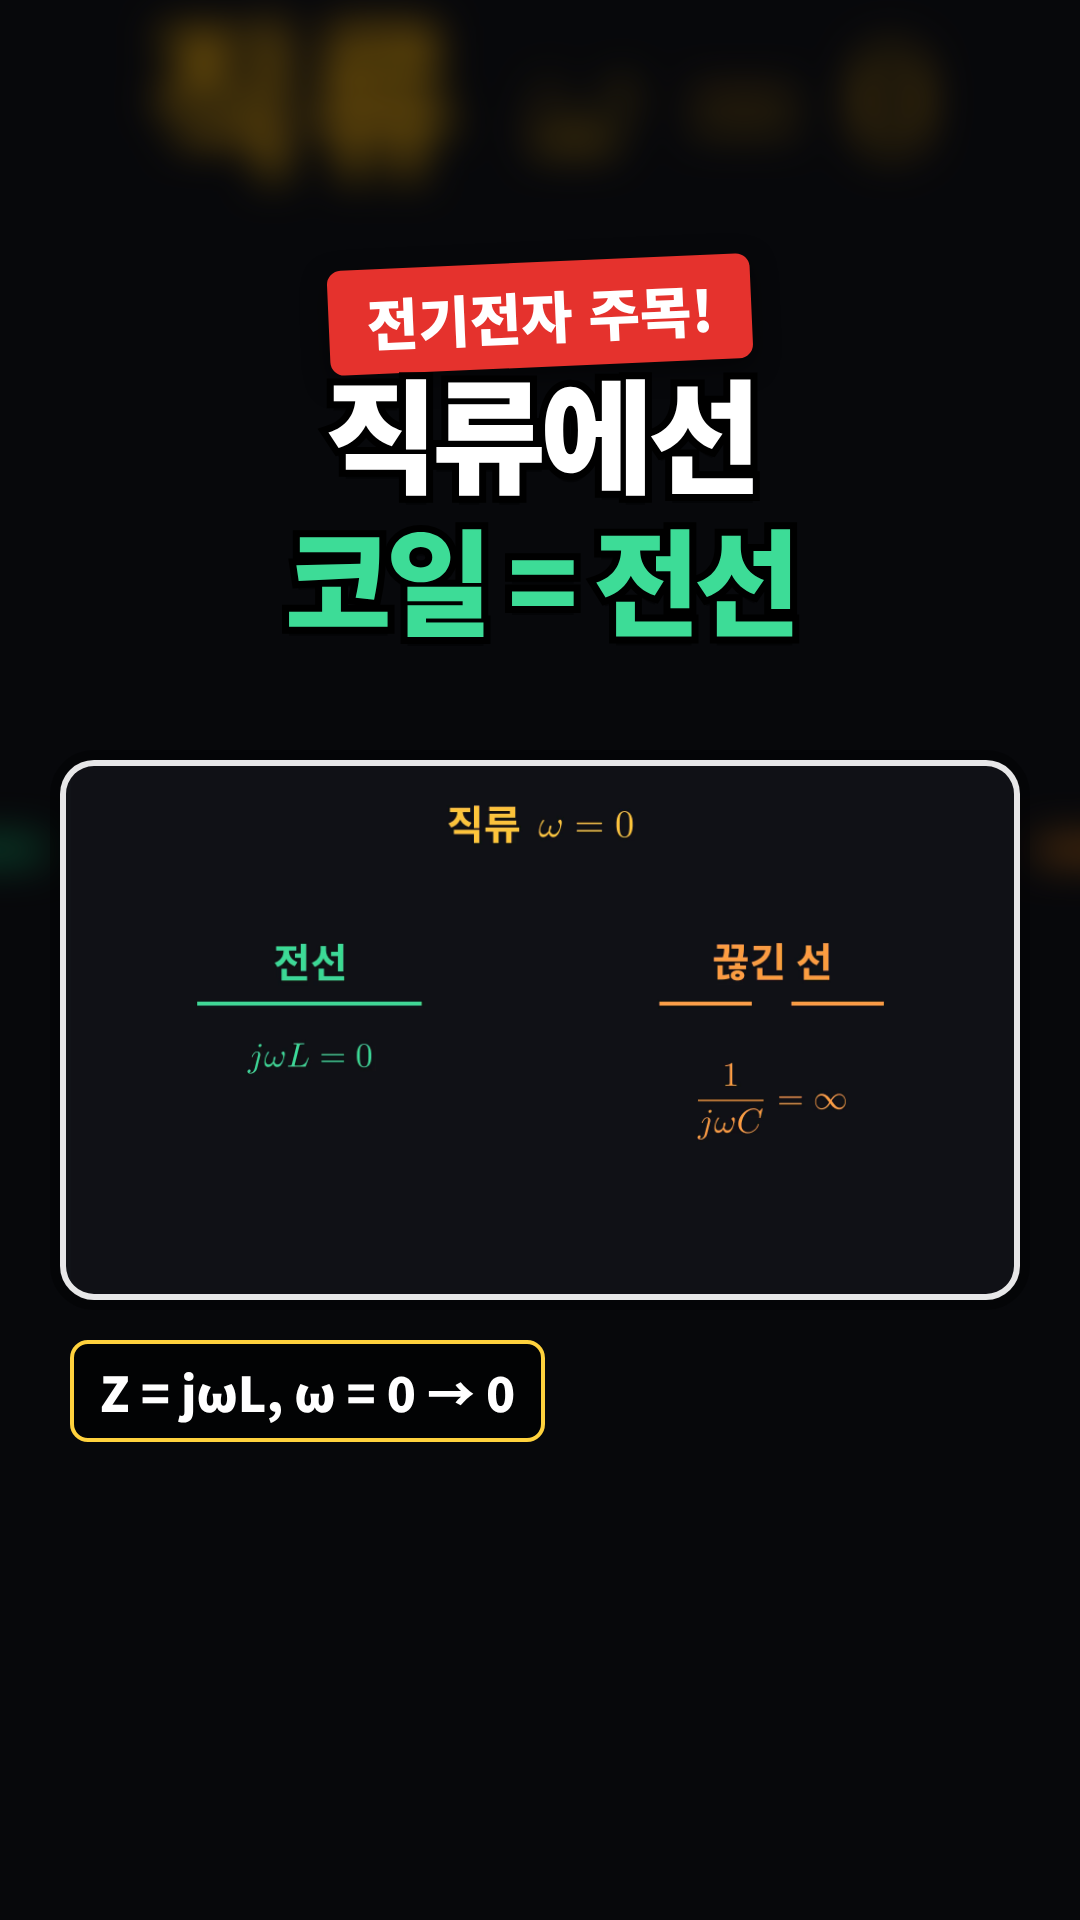 전기전자 주목!
직류에선
코일 = 전선
직류 ω = 0
전선
jωL = 0
끊긴 선
1/jωC = ∞
Z = jωL, ω = 0 → 0